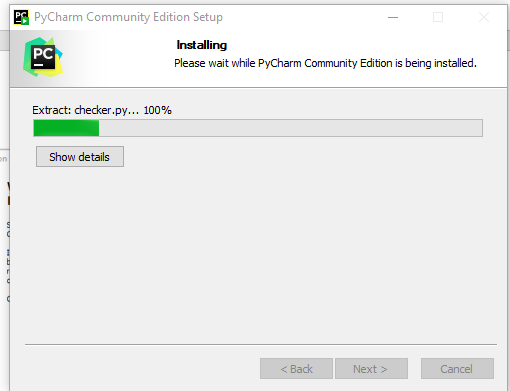 PC
PyCharm Community Edition Setup
PC
Installing
Please wait while PyCharm Community Edition is being installed.
Extract: checker.py... 100%
Show details
< Back
Next >
Cancel